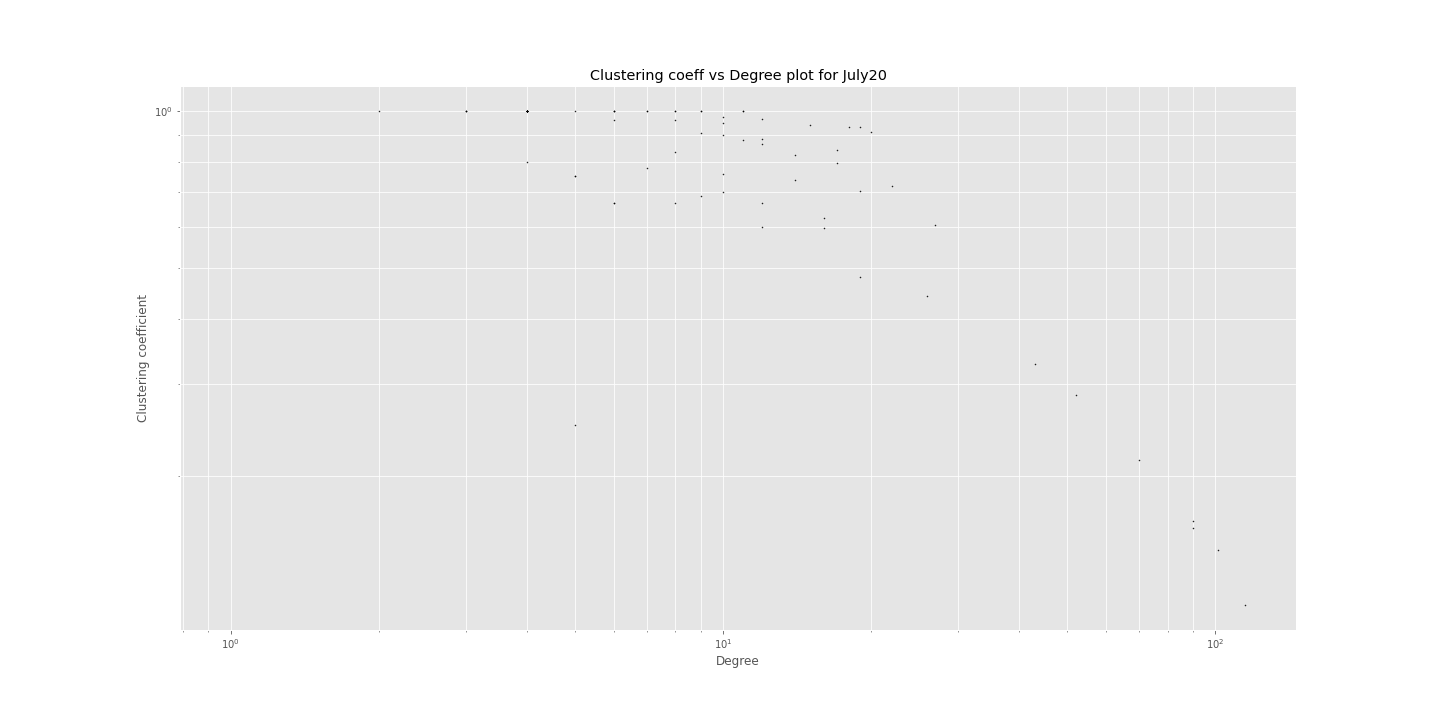 Clustering coeff vs Degree plot for July20
10⁰
Clustering coefficient
10⁰ 10¹ 10²
Degree